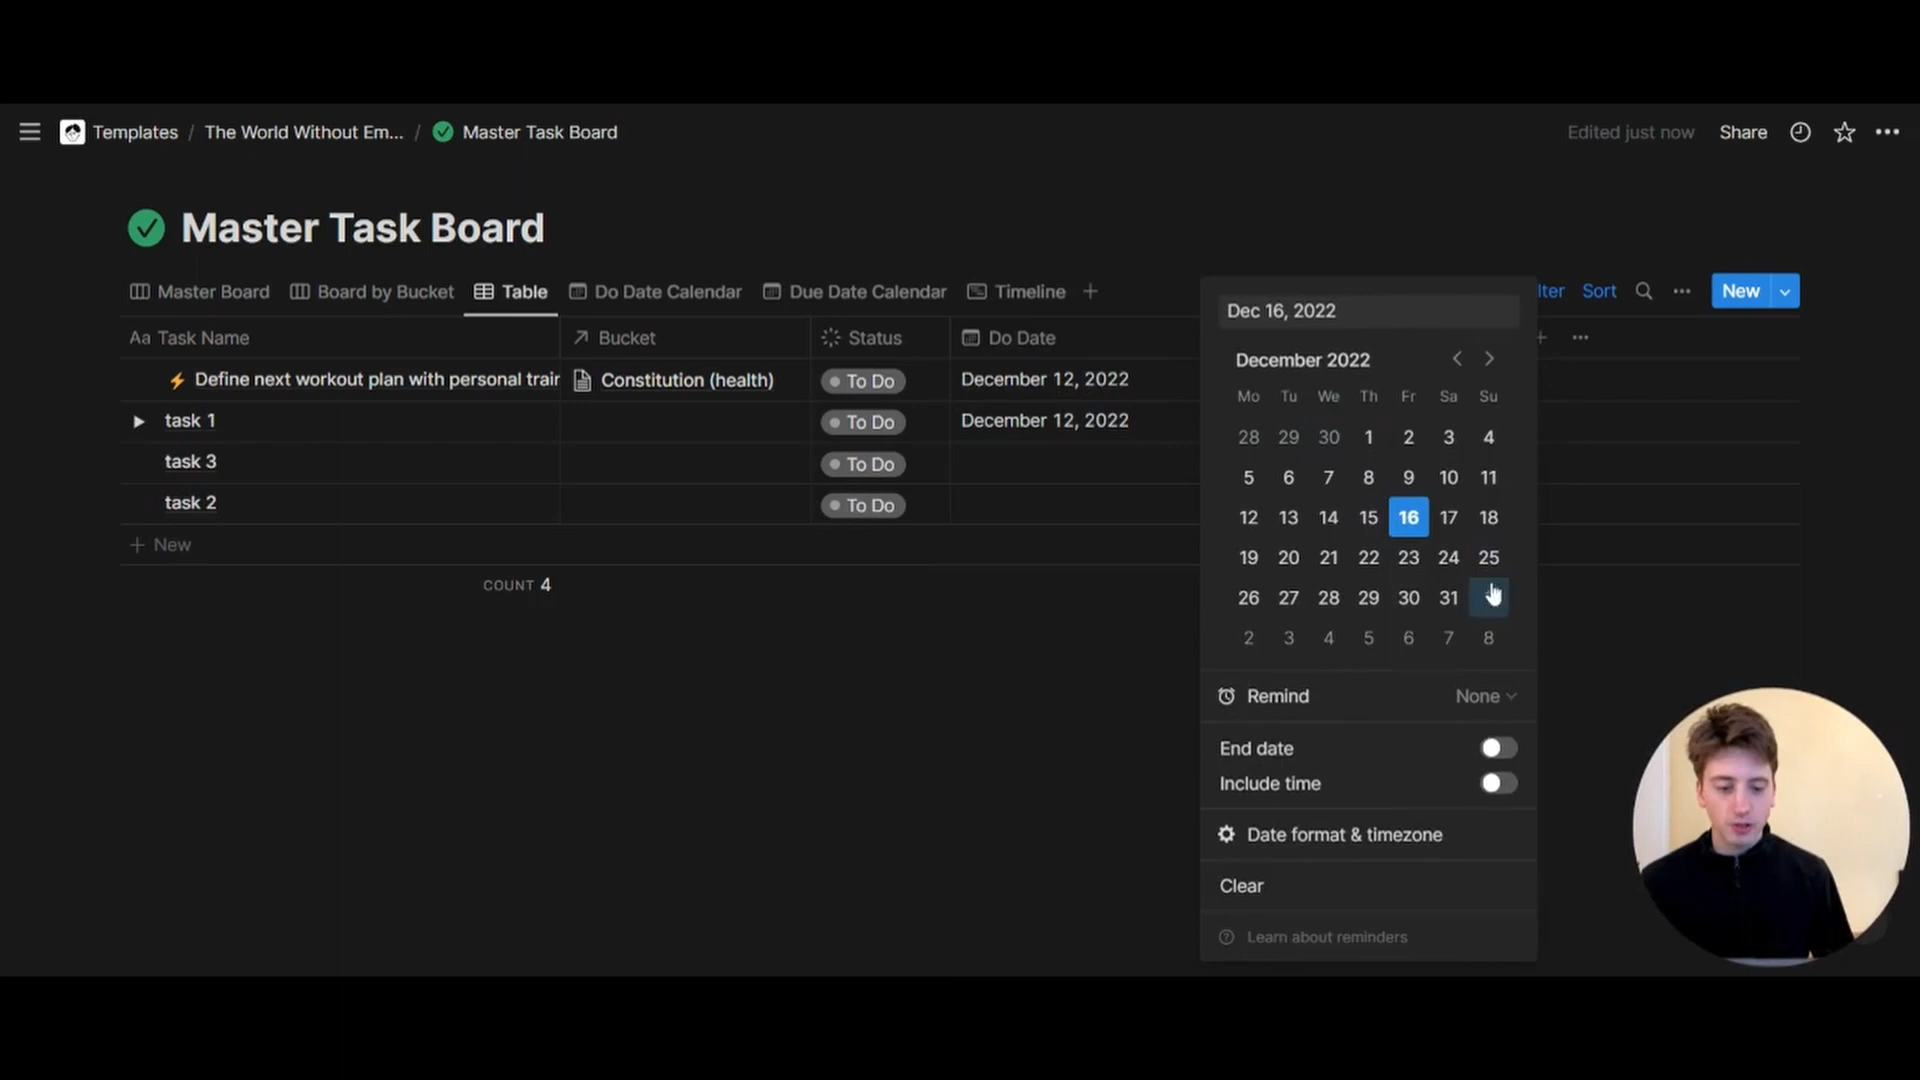 Templates / The World Without Em... / Master Task Board
Edited just now Share
Master Task Board
Master Board Board by Bucket Table Do Date Calendar Due Date Calendar Timeline
lter Sort New
Aa Task Name Bucket Status Do Date
Define next workout plan with personal train Constitution (health) To Do December 12, 2022
task 1 To Do December 12, 2022
task 3 To Do
task 2 To Do
+ New
COUNT 4
Dec 16, 2022
December 2022
Mo Tu We Th Fr Sa Su
28 29 30 1 2 3 4
5 6 7 8 9 10 11
12 13 14 15 16 17 18
19 20 21 22 23 24 25
26 27 28 29 30 31
2 3 4 5 6 7 8
Remind None
End date
Include time
Date format & timezone
Clear
Learn about reminders